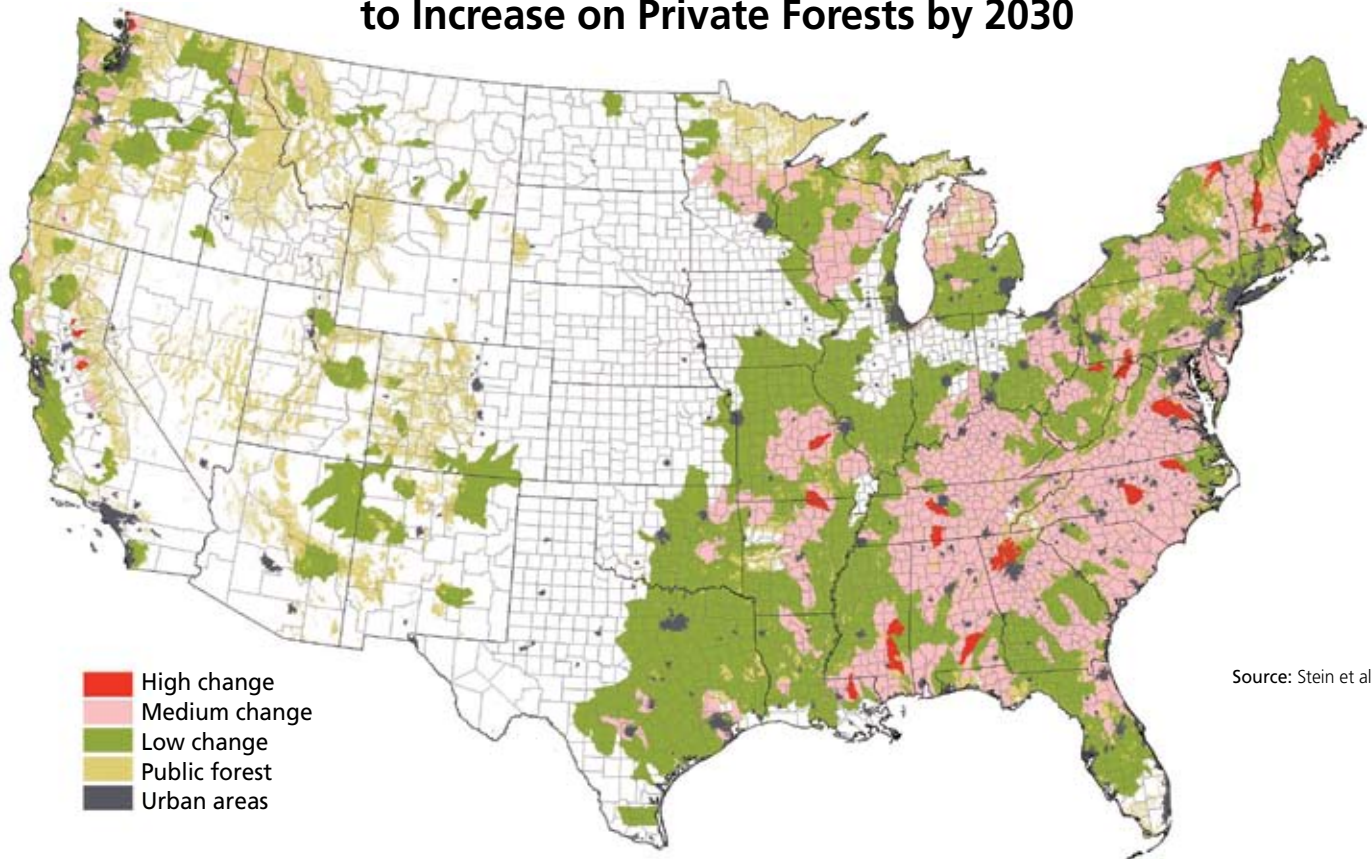 to Increase on Private Forests by 2030
High change
Medium change
Low change
Public forest
Urban areas
Source: Stein et al